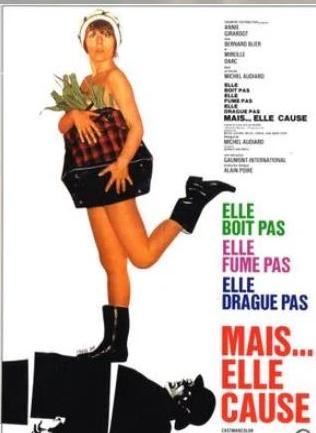 ANNIE
GIRARDOT
BERNARD BLIER
MIREILLE
DARC
MICHEL AUDIARD
ELLE
BOIT PAS
ELLE
FUME PAS
ELLE
DRAGUE PAS
MAIS... ELLE CAUSE
MICHEL AUDIARD
GAUMONT INTERNATIONAL
ALAIN POIRE
ELLE
BOIT PAS
ELLE
FUME PAS
ELLE
DRAGUE PAS
MAIS...
ELLE
CAUSE
EASTMANCOLOR